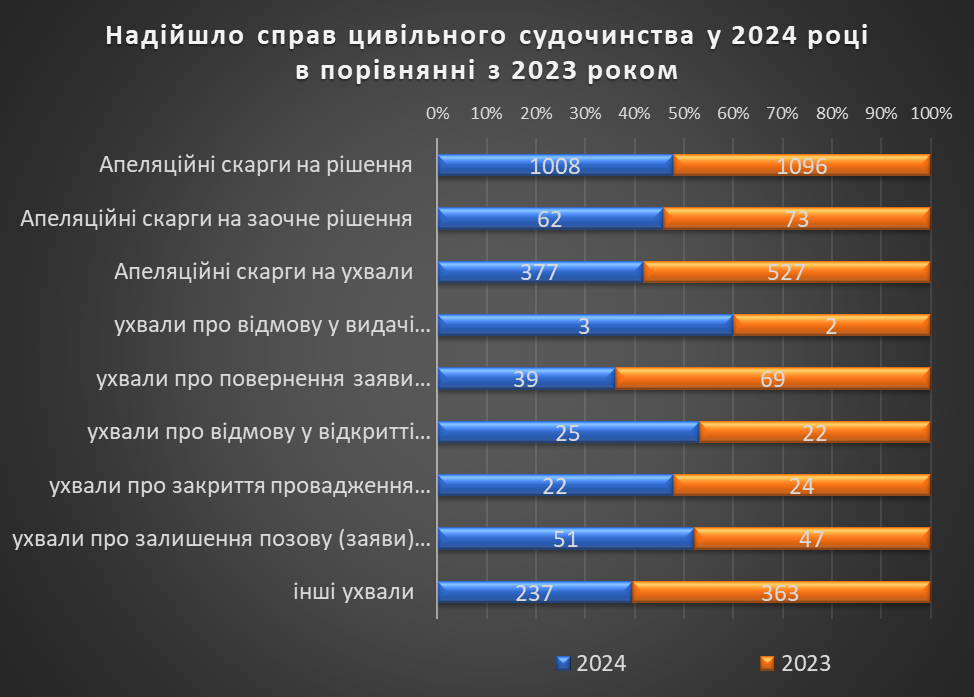 Надійшло справ цивільного судочинства у 2024 році
в порівнянні з 2023 роком
0% 10% 20% 30% 40% 50% 60% 70% 80% 90% 100%
Апеляційні скарги на рішення 1008 1096
Апеляційні скарги на заочне рішення 62 73
Апеляційні скарги на ухвали 377 527
ухвали про відмову у видачі... 3 2
ухвали про повернення заяви... 39 69
ухвали про відмову у відкритті... 25 22
ухвали про закриття провадження... 22 24
ухвали про залишення позову (заяви)... 51 47
інші ухвали 237 363
2024 2023